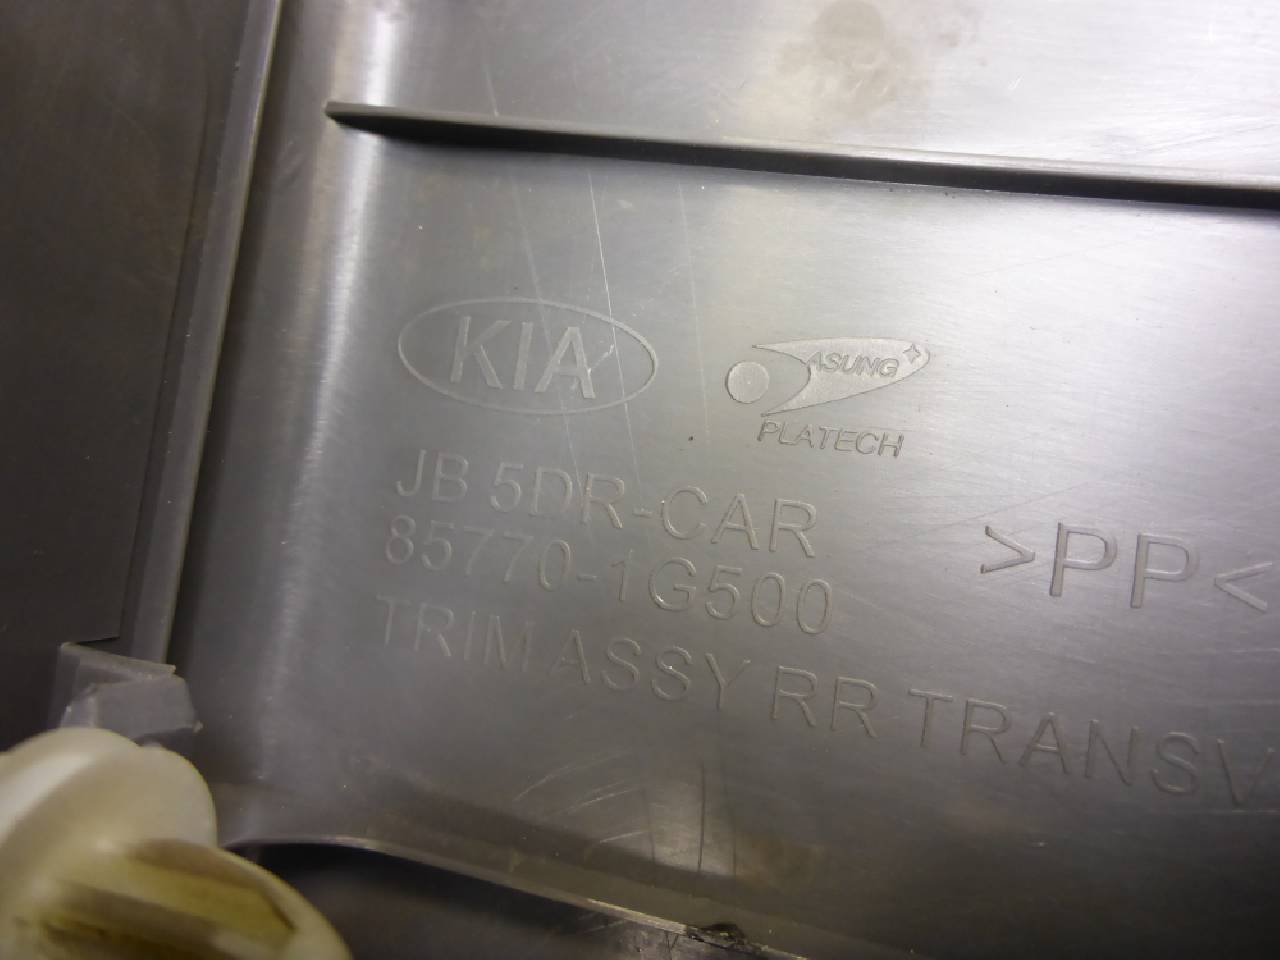 KIA
ASUNG
PLATECH
JB 5DR-CAR
85770-1G500
>PP<
TRIM ASSY RR TRANSV